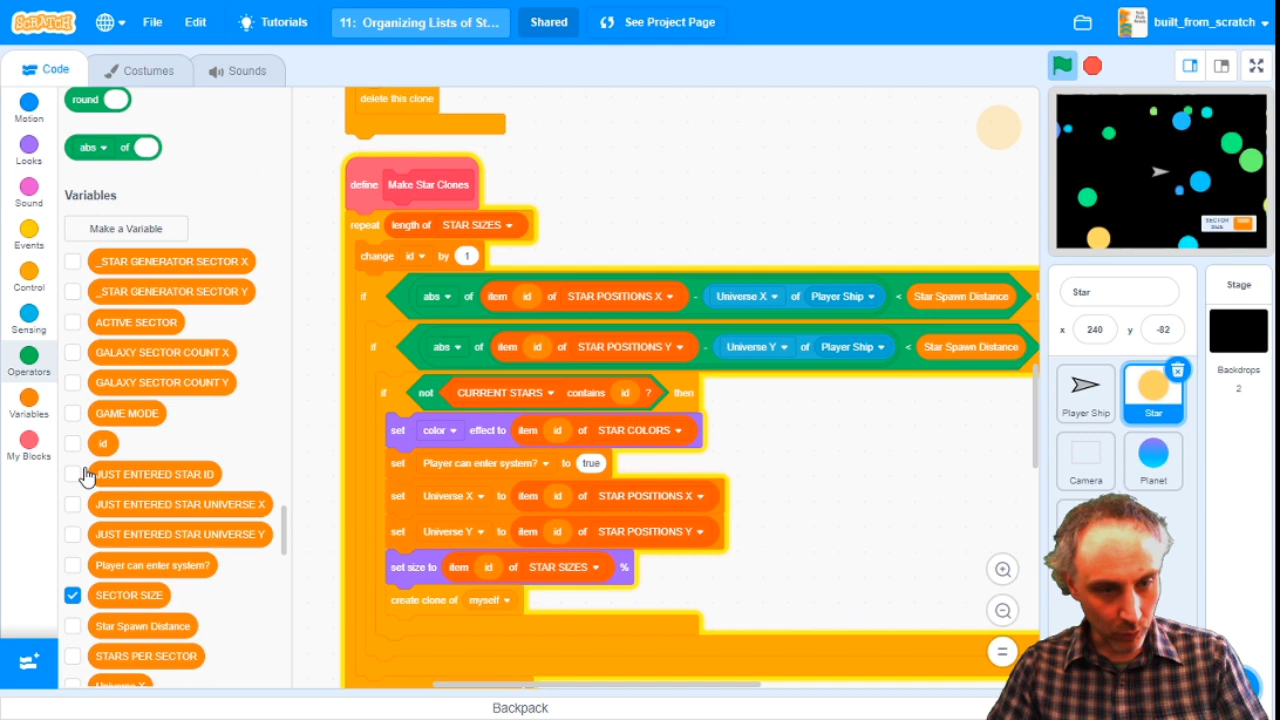 SCRATCH File Edit Tutorials 11: Organizing Lists of St... Shared See Project Page built_from_scratch
Code Costumes Sounds
Motion
Looks
Sound
Events
Control
Sensing
Operators
Variables
My Blocks
round
abs of
Variables
Make a Variable
_STAR GENERATOR SECTOR X
_STAR GENERATOR SECTOR Y
ACTIVE SECTOR
GALAXY SECTOR COUNT X
GALAXY SECTOR COUNT Y
GAME MODE
id
JUST ENTERED STAR ID
JUST ENTERED STAR UNIVERSE X
JUST ENTERED STAR UNIVERSE Y
Player can enter system?
SECTOR SIZE
Star Spawn Distance
STARS PER SECTOR
Universe X
delete this clone
define Make Star Clones
repeat length of STAR SIZES
change id by 1
if abs of item id of STAR POSITIONS X - Universe X of Player Ship < Star Spawn Distance
if abs of item id of STAR POSITIONS Y - Universe Y of Player Ship < Star Spawn Distance
if not CURRENT STARS contains id ? then
set color effect to item id of STAR COLORS
set Player can enter system? to true
set Universe X to item id of STAR POSITIONS X
set Universe Y to item id of STAR POSITIONS Y
set size to item id of STAR SIZES %
create clone of myself
SECTOR
SIZE
Star
x 240 y -82
Player Ship Star
Camera Planet
Stage
Backdrops
2
Backpack